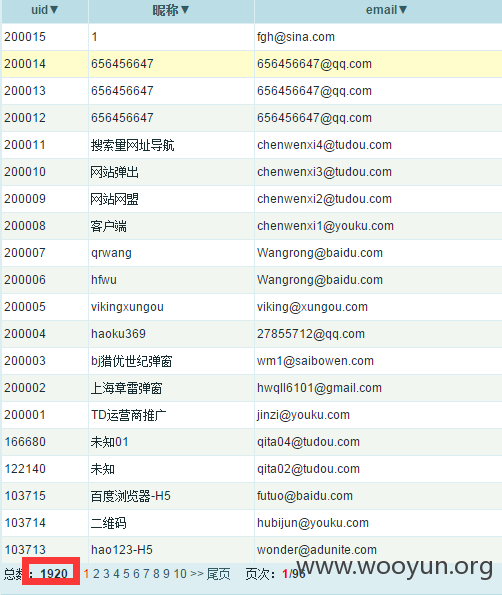 uid▼ 昵称▼ email▼
200015 1 fgh@sina.com
200014 656456647 656456647@qq.com
200013 656456647 656456647@qq.com
200012 656456647 656456647@qq.com
200011 搜索量网址导航 chenwenxi4@tudou.com
200010 网站弹出 chenwenxi3@tudou.com
200009 网站网盟 chenwenxi2@tudou.com
200008 客户端 chenwenxi1@youku.com
200007 qrwang Wangrong@baidu.com
200006 hfwu Wangrong@baidu.com
200005 vikingxungou viking@xungou.com
200004 haoku369 27855712@qq.com
200003 bj猎优世纪弹窗 wm1@saibowen.com
200002 上海章雷弹窗 hwqll6101@gmail.com
200001 TD运营商推广 jinzi@youku.com
166680 未知01 qita04@tudou.com
122140 未知 qita02@tudou.com
103715 百度浏览器-H5 futuo@baidu.com
103714 二维码 hubijun@youku.com
103713 hao123-H5 wonder@adunite.com
总数: 1920 1 2 3 4 5 6 7 8 9 10 >> 尾页 页次: 1/96
www.wooyun.org